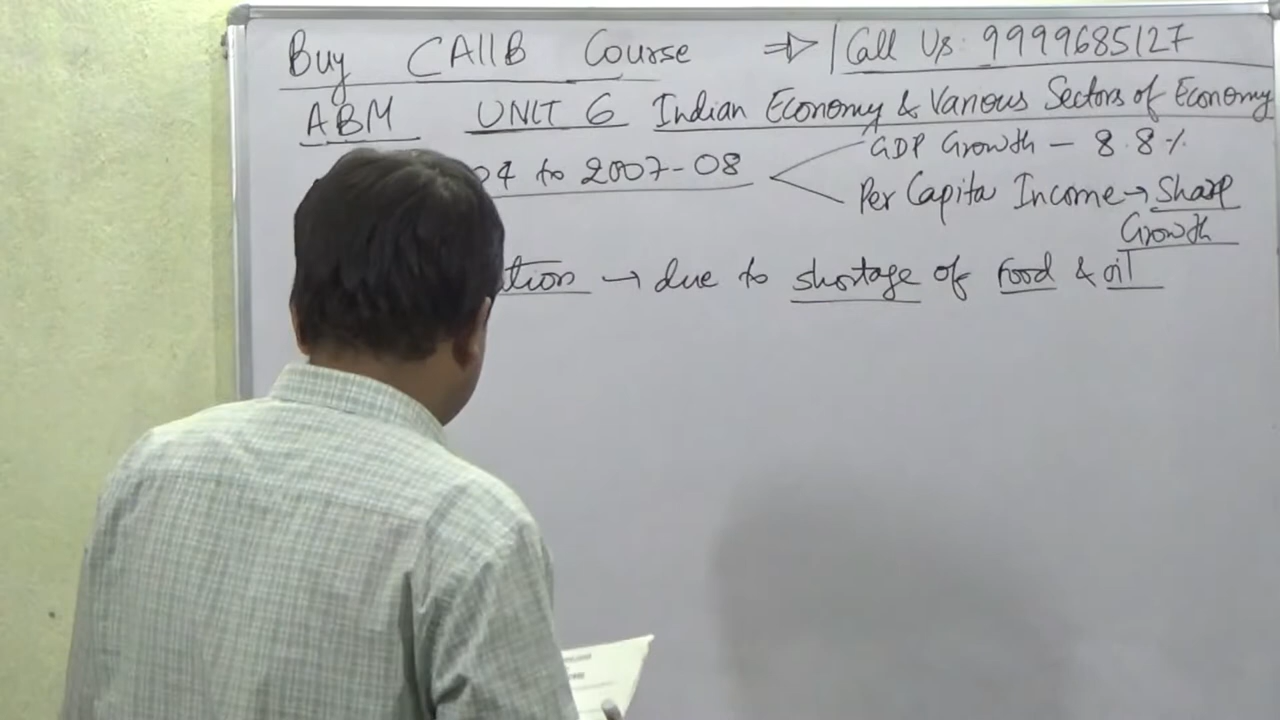 Buy CAIIB Course ⇒ Call Us: 9999685127
ABM UNIT 6 Indian Economy & Various Sectors of Economy
04 to 2007-08
GDP Growth - 8.8%
Per Capita Income → Sharp Growth
tion → due to shortage of Food & oil